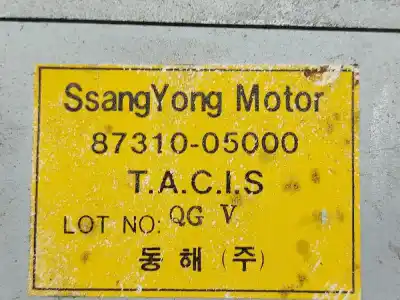 SsangYong Motor
87310-05000
T.A.C.I.S
LOT NO: QG V
동해 (주)